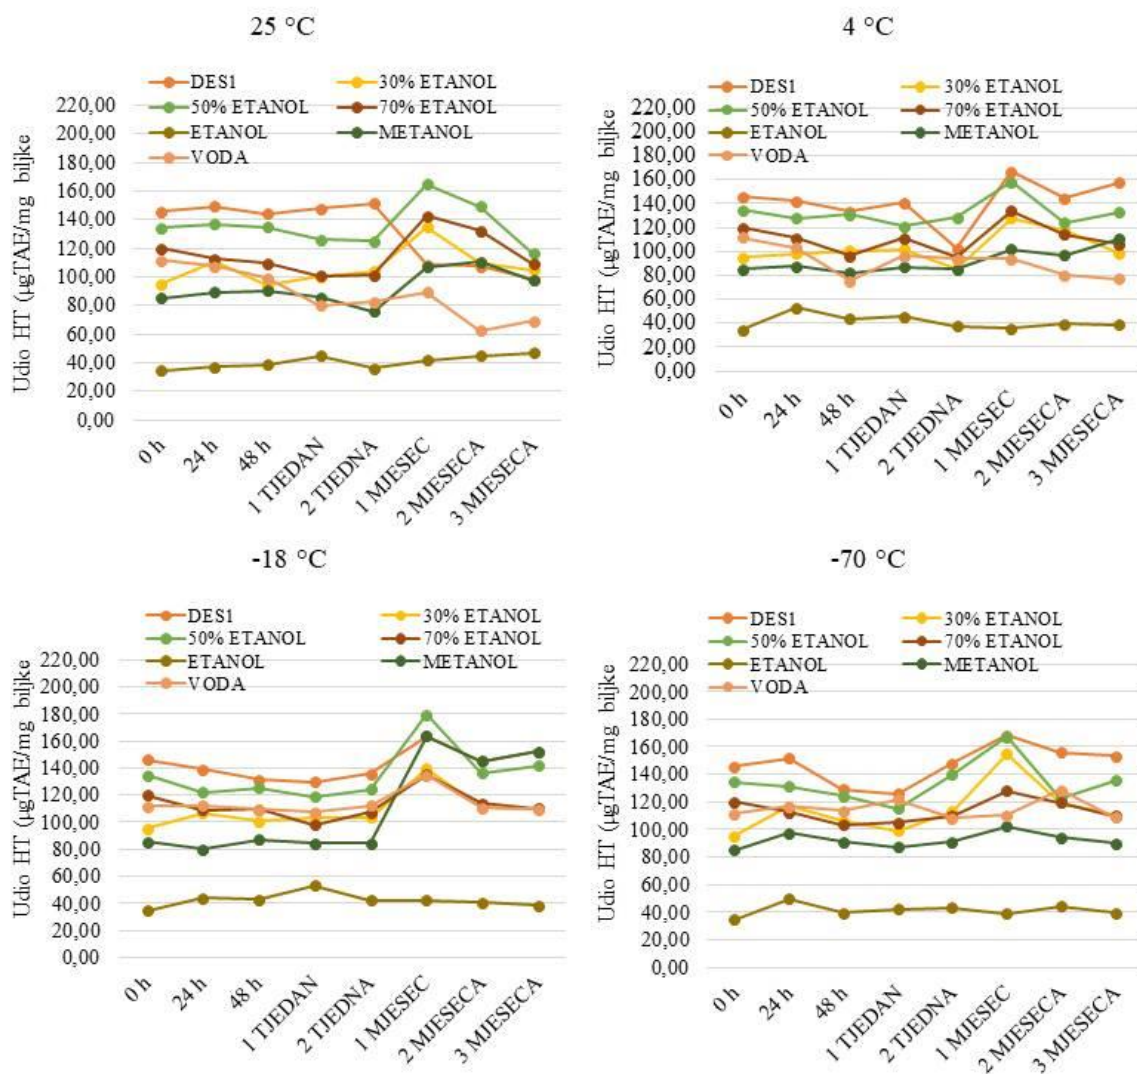 25 °C
DES1 30% ETANOL
50% ETANOL 70% ETANOL
ETANOL METANOL
VODA
Udio HT (µgTAE/mg biljke
220,00
200,00
180,00
160,00
140,00
120,00
100,00
80,00
60,00
40,00
20,00
0,00
0 h
24 h
48 h
1 TJEDAN
2 TJEDNA
1 MJESEC
2 MJESECA
3 MJESECA
4 °C
DES1 30% ETANOL
50% ETANOL 70% ETANOL
ETANOL METANOL
VODA
Udio HT (µgTAE/mg biljke
220,00
200,00
180,00
160,00
140,00
120,00
100,00
80,00
60,00
40,00
20,00
0,00
0 h
24 h
48 h
1 TJEDAN
2 TJEDNA
1 MJESEC
2 MJESECA
3 MJESECA
-18 °C
DES1 30% ETANOL
50% ETANOL 70% ETANOL
ETANOL METANOL
VODA
Udio HT (µgTAE/mg biljke
220,00
200,00
180,00
160,00
140,00
120,00
100,00
80,00
60,00
40,00
20,00
0,00
0 h
24 h
48 h
1 TJEDAN
2 TJEDNA
1 MJESEC
2 MJESECA
3 MJESECA
-70 °C
DES1 30% ETANOL
50% ETANOL 70% ETANOL
ETANOL METANOL
VODA
Udio HT (µgTAE/mg biljke
220,00
200,00
180,00
160,00
140,00
120,00
100,00
80,00
60,00
40,00
20,00
0,00
0 h
24 h
48 h
1 TJEDAN
2 TJEDNA
1 MJESEC
2 MJESECA
3 MJESECA